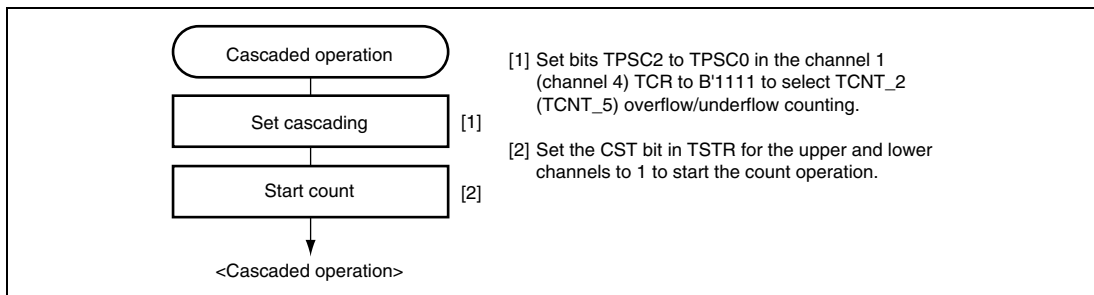 Cascaded operation
Set cascading
[1]
Start count
[2]
<Cascaded operation>
[1] Set bits TPSC2 to TPSC0 in the channel 1
(channel 4) TCR to B'1111 to select TCNT_2
(TCNT_5) overflow/underflow counting.
[2] Set the CST bit in TSTR for the upper and lower
channels to 1 to start the count operation.